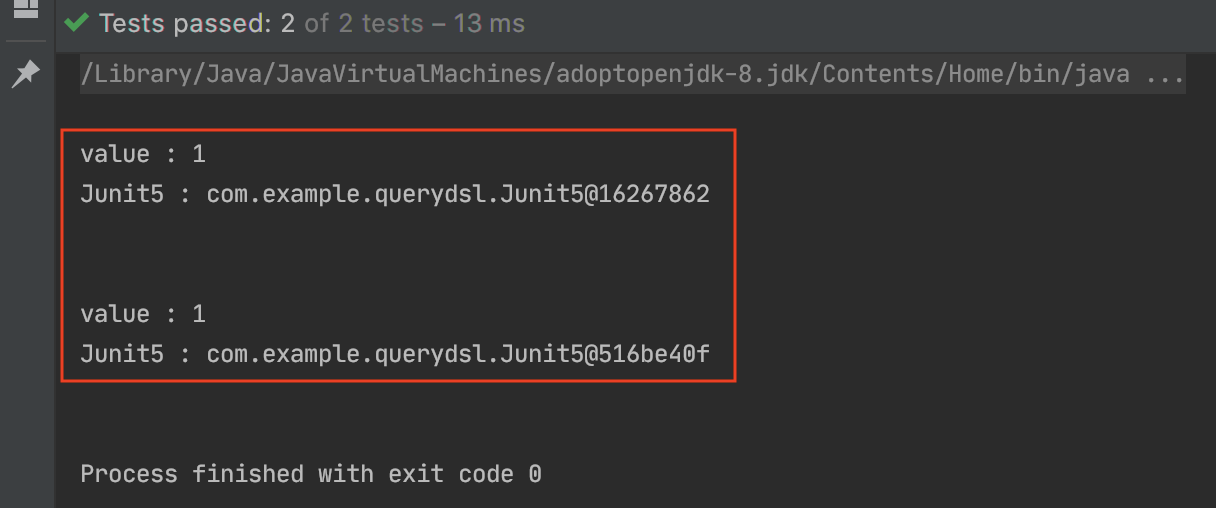 Tests passed: 2 of 2 tests – 13 ms
/Library/Java/JavaVirtualMachines/adoptopenjdk-8.jdk/Contents/Home/bin/java ...
value : 1
Junit5 : com.example.querydsl.Junit5@16267862
value : 1
Junit5 : com.example.querydsl.Junit5@516be40f
Process finished with exit code 0